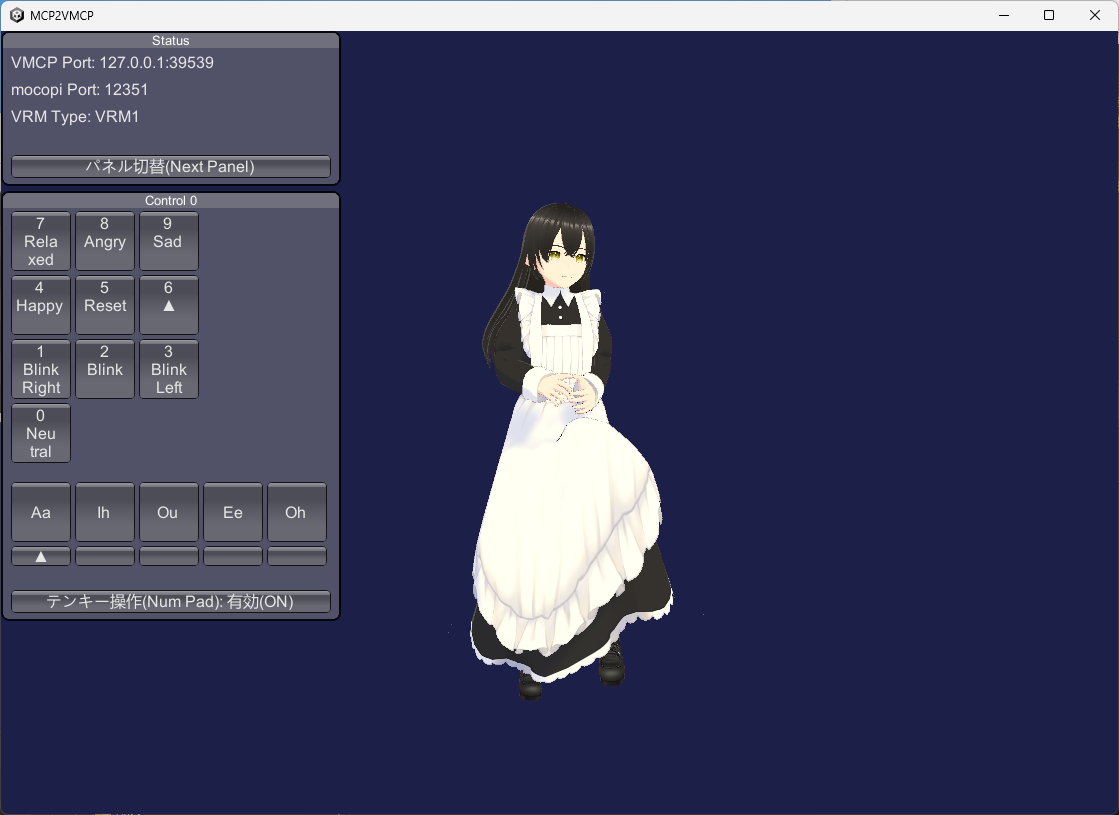 MCP2VMCP
Status
VMCP Port: 127.0.0.1:39539
mocopi Port: 12351
VRM Type: VRM1
パネル切替(Next Panel)
Control 0
7 8 9
Rela Angry Sad
xed
4 5 6
Happy Reset ▲
1 2 3
Blink Blink Blink
Right Left
0
Neu
tral
Aa Ih Ou Ee Oh
▲
テンキー操作(Num Pad): 有効(ON)